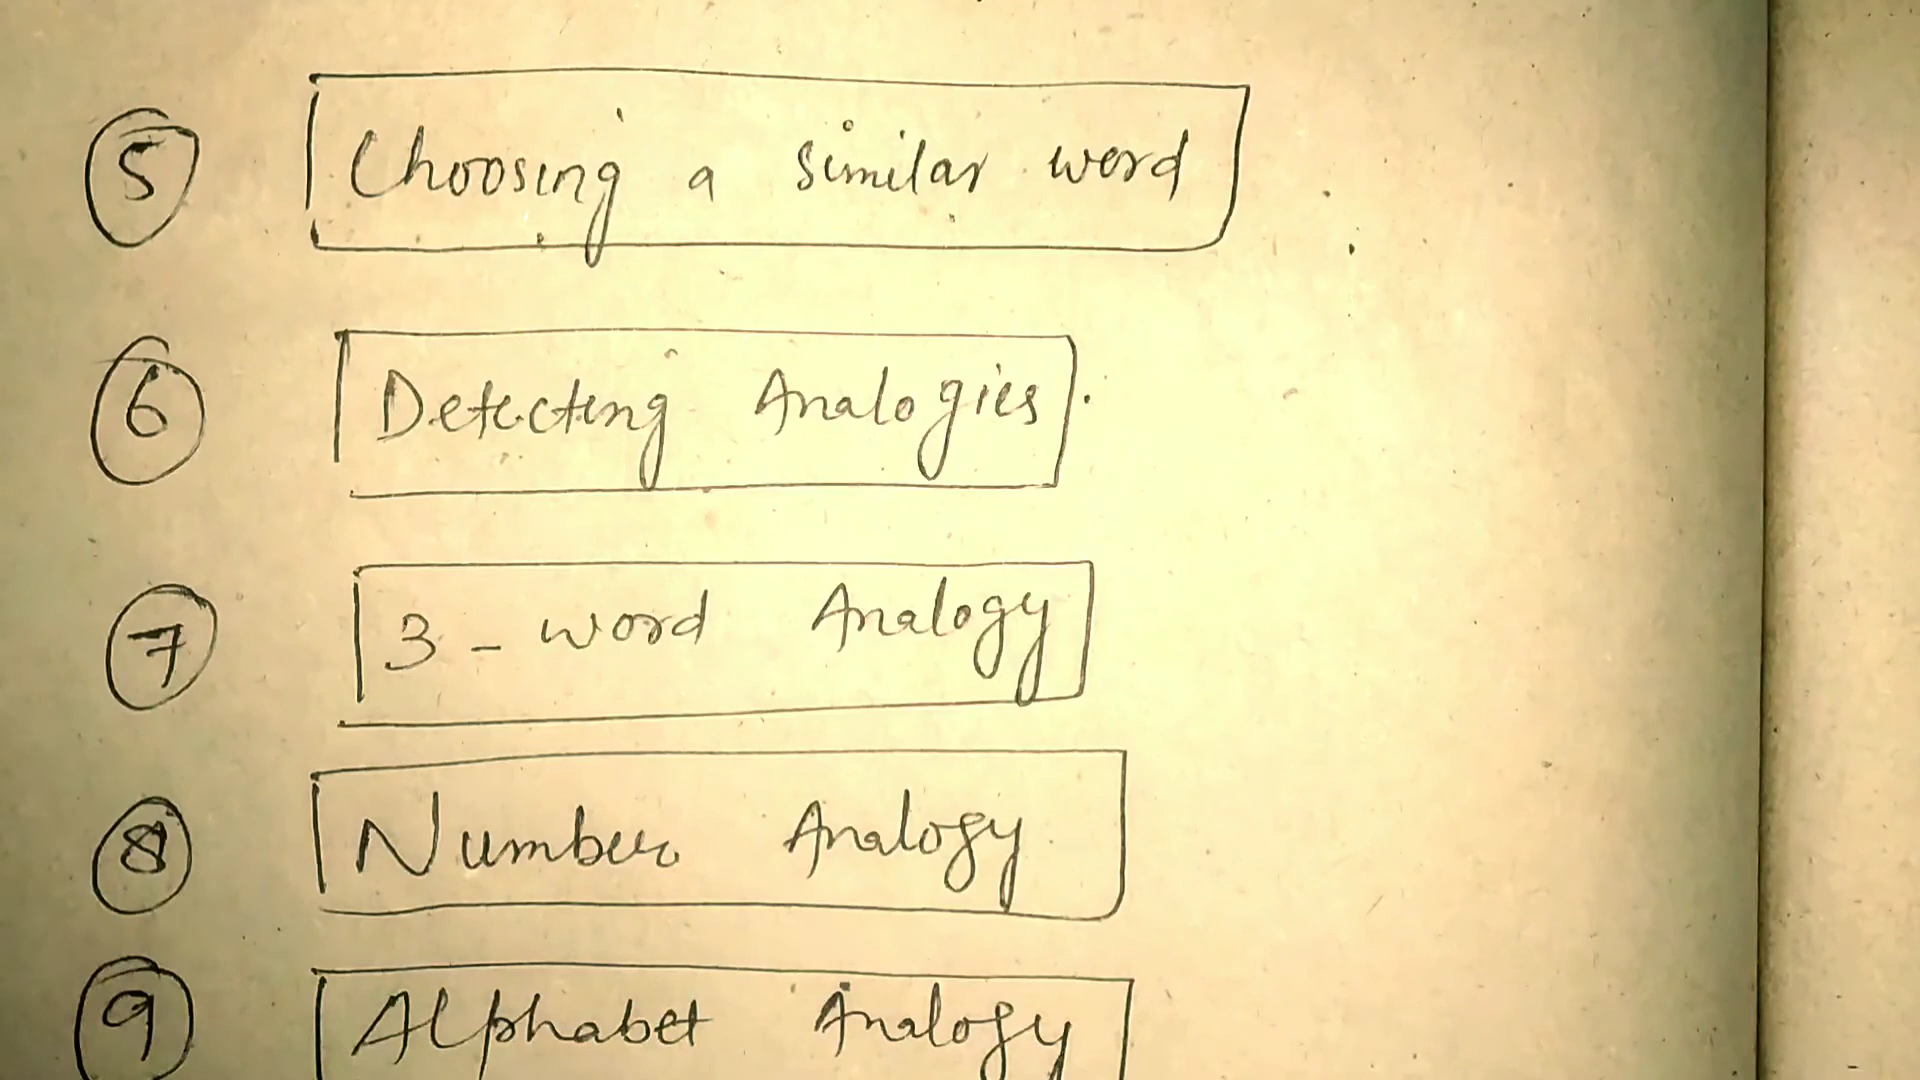 5 Choosing a similar word
6 Detecting Analogies.
7 3-word Analogy
8 Number Analogy
9 Alphabet Analogy